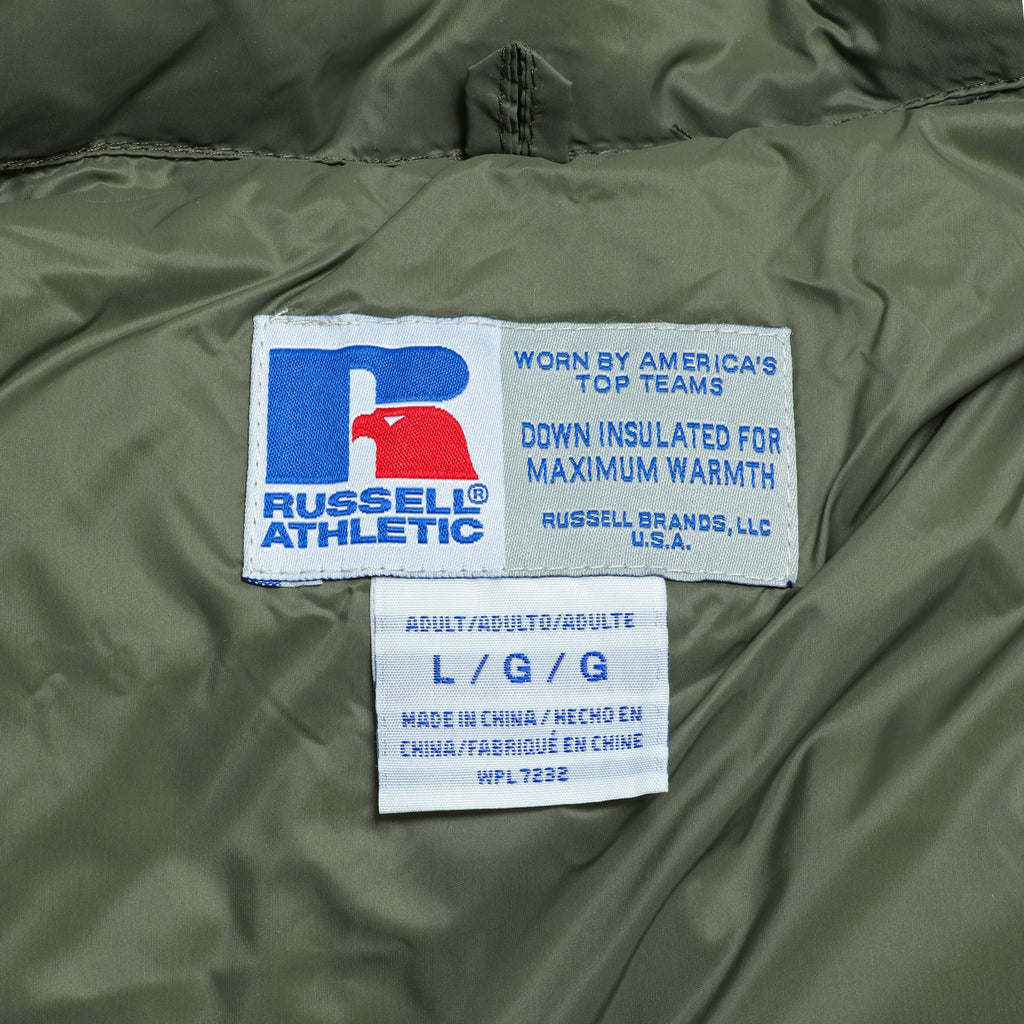 RUSSELL®
ATHLETIC
WORN BY AMERICA'S
TOP TEAMS
DOWN INSULATED FOR
MAXIMUM WARMTH
RUSSELL BRANDS, LLC
U.S.A.
ADULT/ADULTO/ADULTE
L / G / G
MADE IN CHINA / HECHO EN
CHINA/FABRIQUÉ EN CHINE
WPL 7232